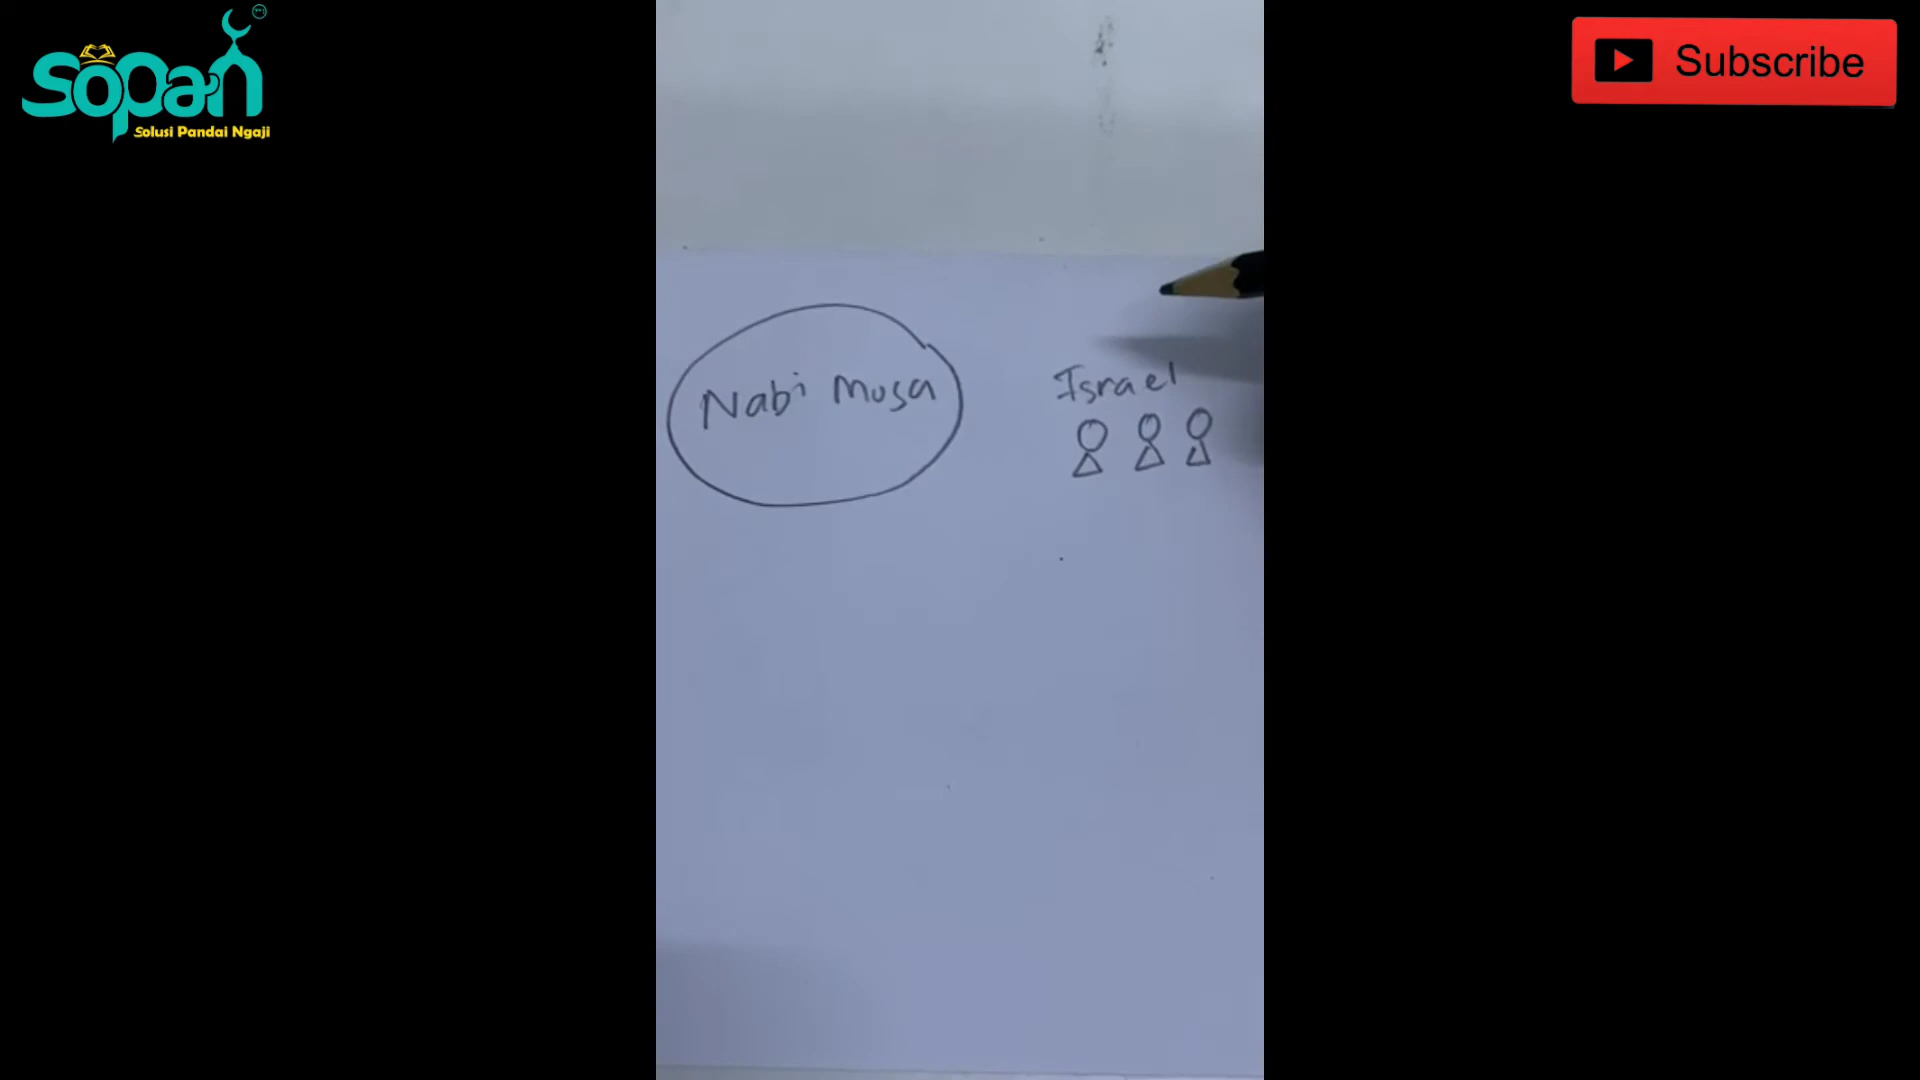 Sopan
Solusi Pandai Ngaji
Subscribe
Nabi Musa
Israel